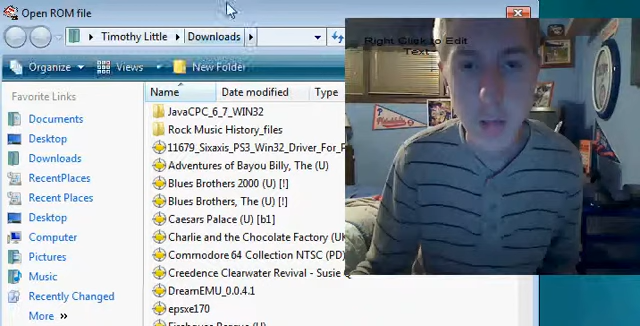 Open ROM file
Timothy Little
Downloads
Organize
Views
New Folder
Favorite Links
Documents
Desktop
Downloads
RecentPlaces
Recent Places
Desktop
Computer
Pictures
Music
Recently Changed
More »
Name
Date modified
Type
JavaCPC_6_7_WIN32
Rock Music History_files
11679_Sixaxis_PS3_Win32_Driver_For_P
Adventures of Bayou Billy, The (U)
Blues Brothers 2000 (U) [!]
Blues Brothers, The (U) [!]
Caesars Palace (U) [b1]
Charlie and the Chocolate Factory (UK
Commodore 64 Collection NTSC (PD)
Creedence Clearwater Revival - Susie Q
DreamEMU_0.0.4.1
epsxe170
Right Click to Edit
Text